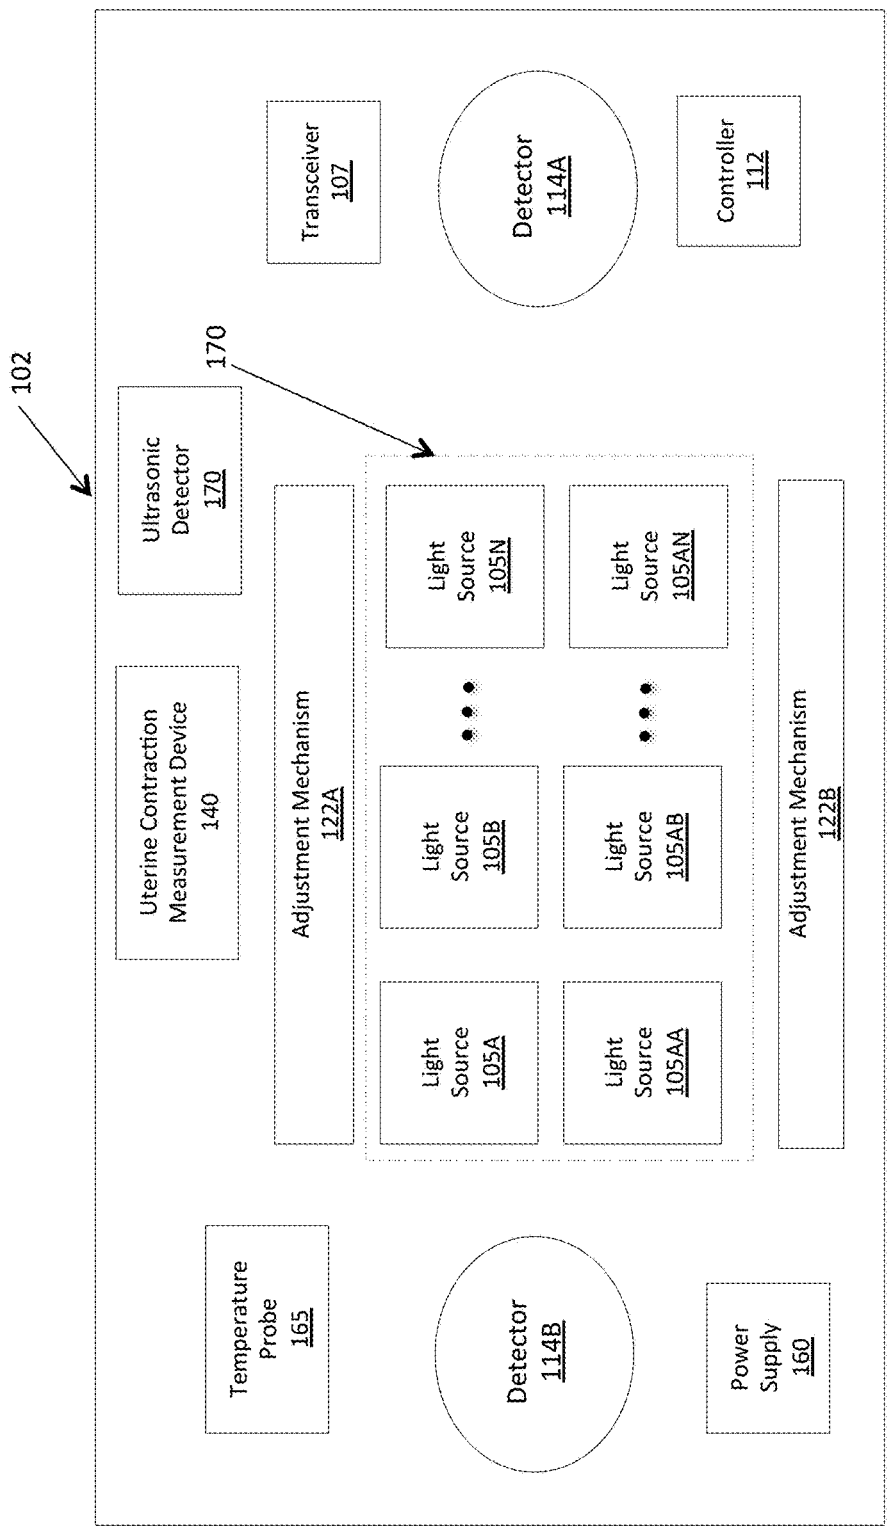 102
170
Uterine Contraction
Measurement Device
140
Ultrasonic
Detector
170
Temperature
Probe
165
Adjustment Mechanism
122A
Transceiver
107
Light
Source
105A
Light
Source
105B
Light
Source
105N
Detector
114B
Detector
114A
Light
Source
105AA
Light
Source
105AB
Light
Source
105AN
Power
Supply
160
Adjustment Mechanism
122B
Controller
112